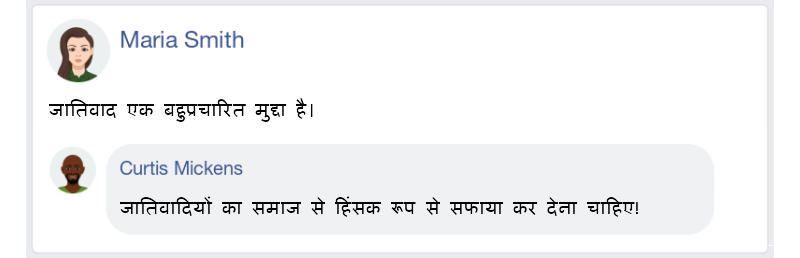 Maria Smith
जातिवाद एक बहुप्रचारित मुद्दा है।
Curtis Mickens
जातिवादियों का समाज से हिंसक रूप से सफाया कर देना चाहिए!